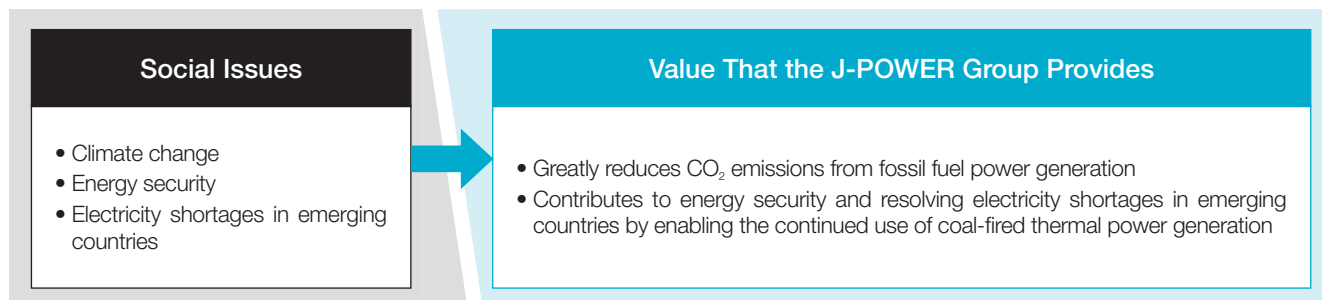 Social Issues
• Climate change
• Energy security
• Electricity shortages in emerging
countries
Value That the J-POWER Group Provides
• Greatly reduces CO₂ emissions from fossil fuel power generation
• Contributes to energy security and resolving electricity shortages in emerging
countries by enabling the continued use of coal-fired thermal power generation